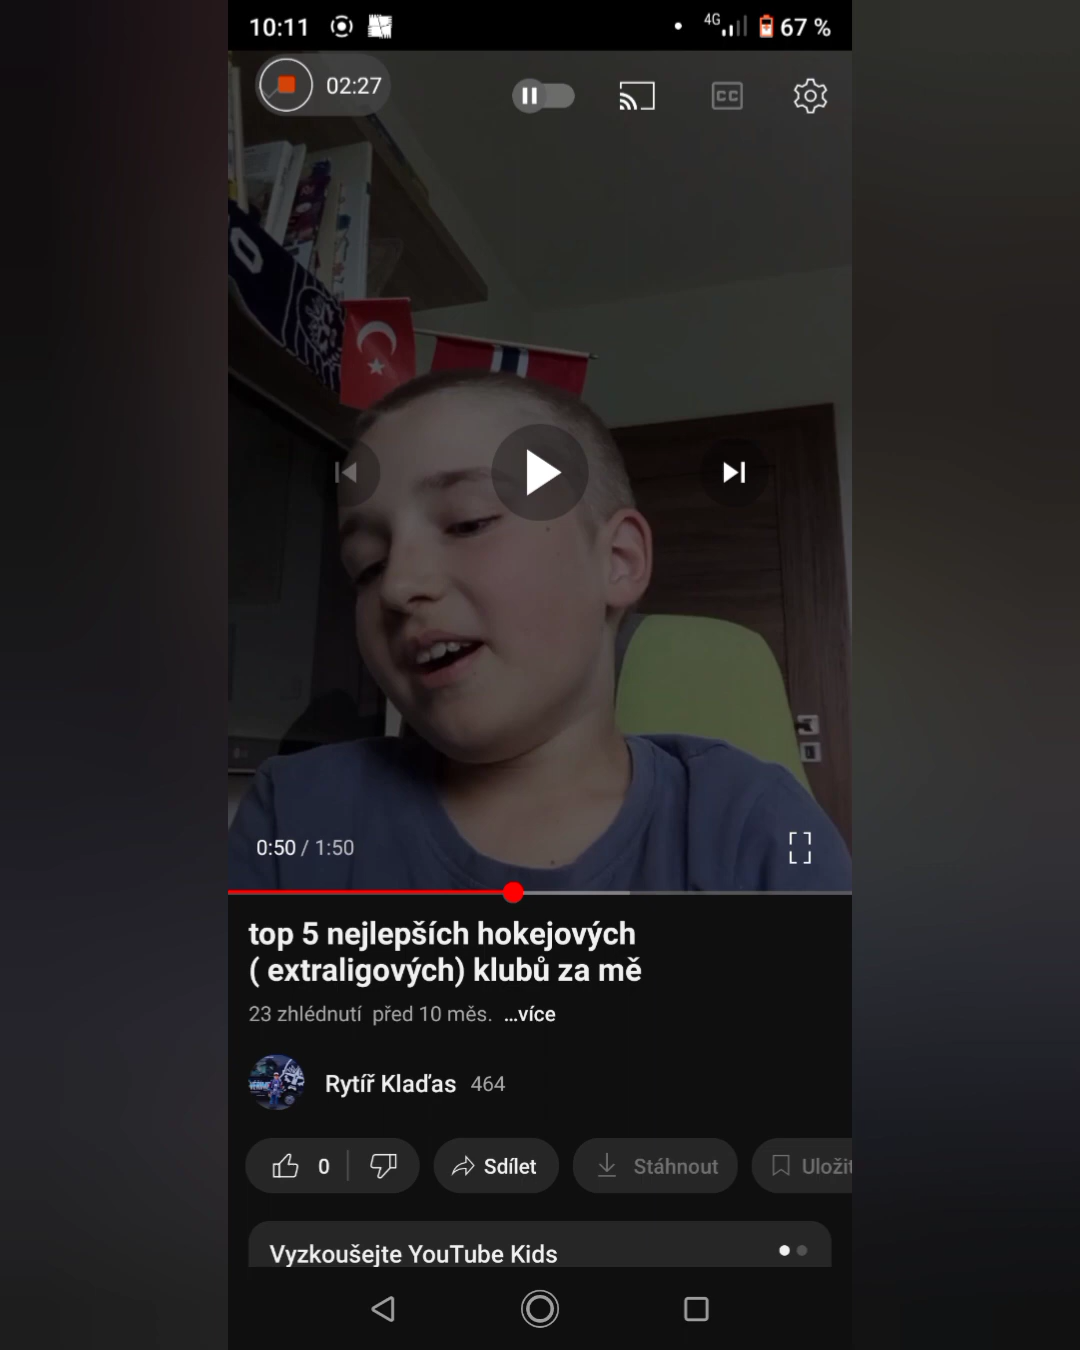 10:11
4G
67 %
02:27
CC
0:50 / 1:50
top 5 nejlepších hokejových
( extraligových) klubů za mě
23 zhlédnutí před 10 měs. ...více
Rytíř Klaďas 464
0 Sdílet Stáhnout Uložit
Vyzkoušejte YouTube Kids